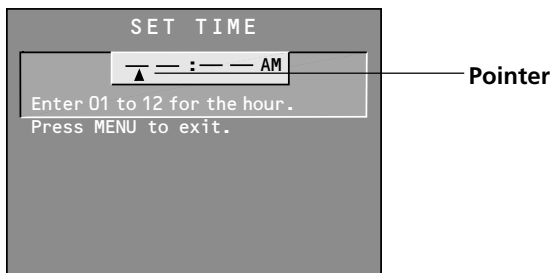 SET TIME
— — : — — AM
Pointer
Enter 01 to 12 for the hour.
Press MENU to exit.